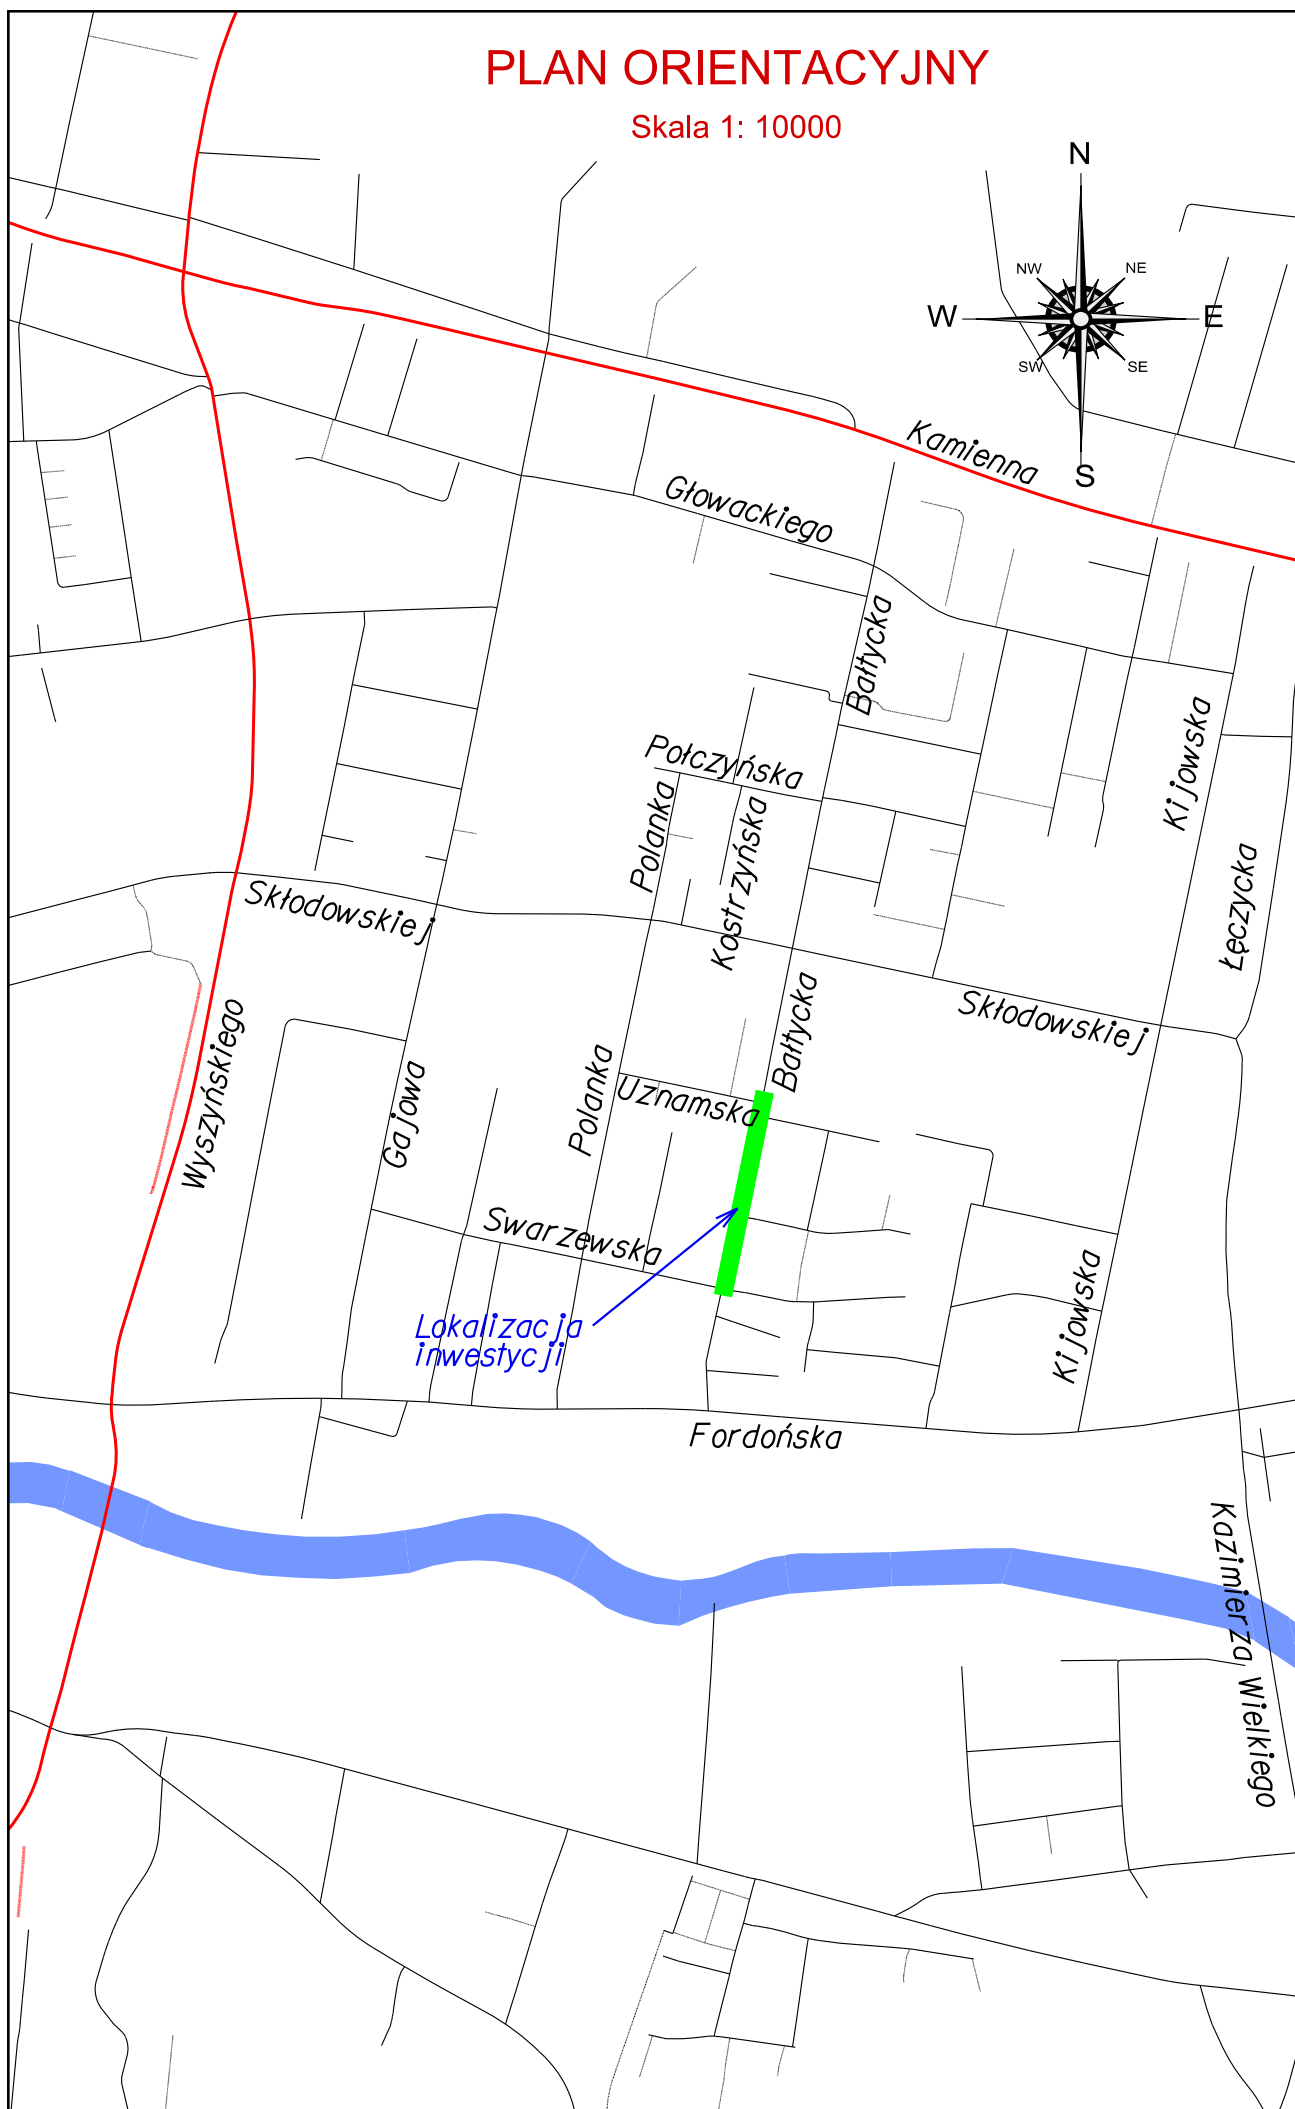 PLAN ORIENTACYJNY
Skala 1: 10000
N
NW
NE
W
E
SW
SE
S
Kamienna
Głowackiego
Bałtycka
Kijowska
Połczyńska
Polanka
Kostrzyńska
Łęczycka
Skłodowskiej
Skłodowskiej
Bałtycka
Wyszyńskiego
Gajowa
Polanka
Uznamska
Swarzewska
Kijowska
Lokalizacja
inwestycji
Fordońska
Kazimierza Wielkiego